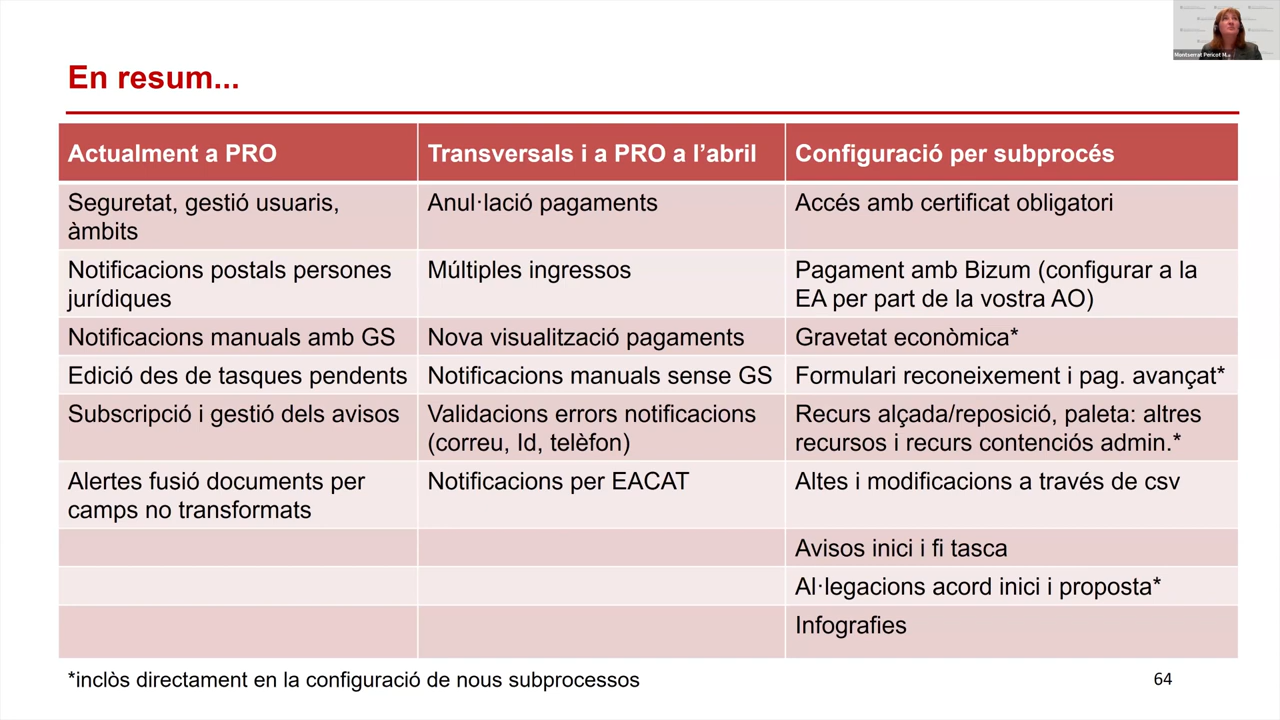 Montserrat Pericot M...
En resum...
Actualment a PRO
Transversals i a PRO a l’abril
Configuració per subprocés
Seguretat, gestió usuaris,
àmbits
Anul·lació pagaments
Accés amb certificat obligatori
Notificacions postals persones
jurídiques
Múltiples ingressos
Pagament amb Bizum (configurar a la
EA per part de la vostra AO)
Notificacions manuals amb GS
Nova visualització pagaments
Gravetat econòmica*
Edició des de tasques pendents
Notificacions manuals sense GS
Formulari reconeixement i pag. avançat*
Subscripció i gestió dels avisos
Validacions errors notificacions
(correu, Id, telèfon)
Recurs alçada/reposició, paleta: altres
recursos i recurs contenciós admin.*
Alertes fusió documents per
camps no transformats
Notificacions per EACAT
Altes i modificacions a través de csv
Avisos inici i fi tasca
Al·legacions acord inici i proposta*
Infografies
*inclòs directament en la configuració de nous subprocessos
64